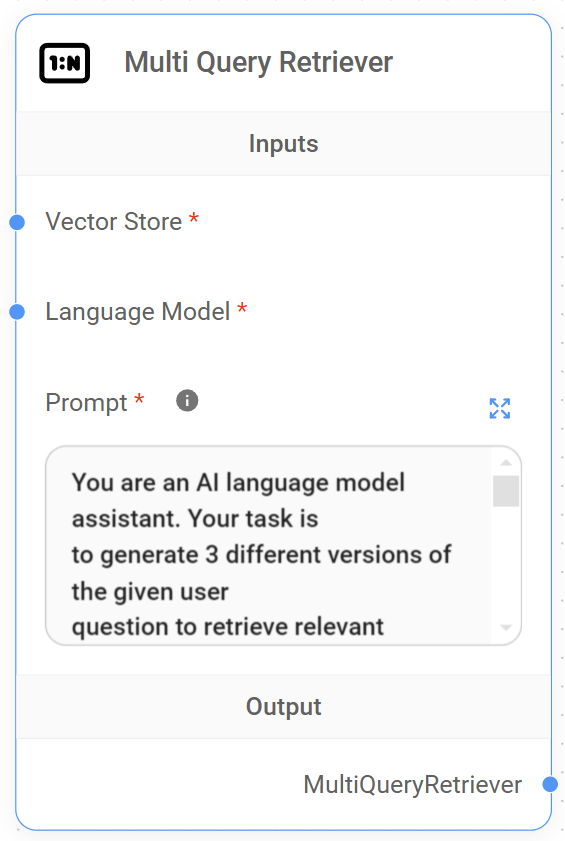 1:N Multi Query Retriever
Inputs
Vector Store *
Language Model *
Prompt * i
You are an AI language model
assistant. Your task is
to generate 3 different versions of
the given user
question to retrieve relevant
Output
MultiQueryRetriever